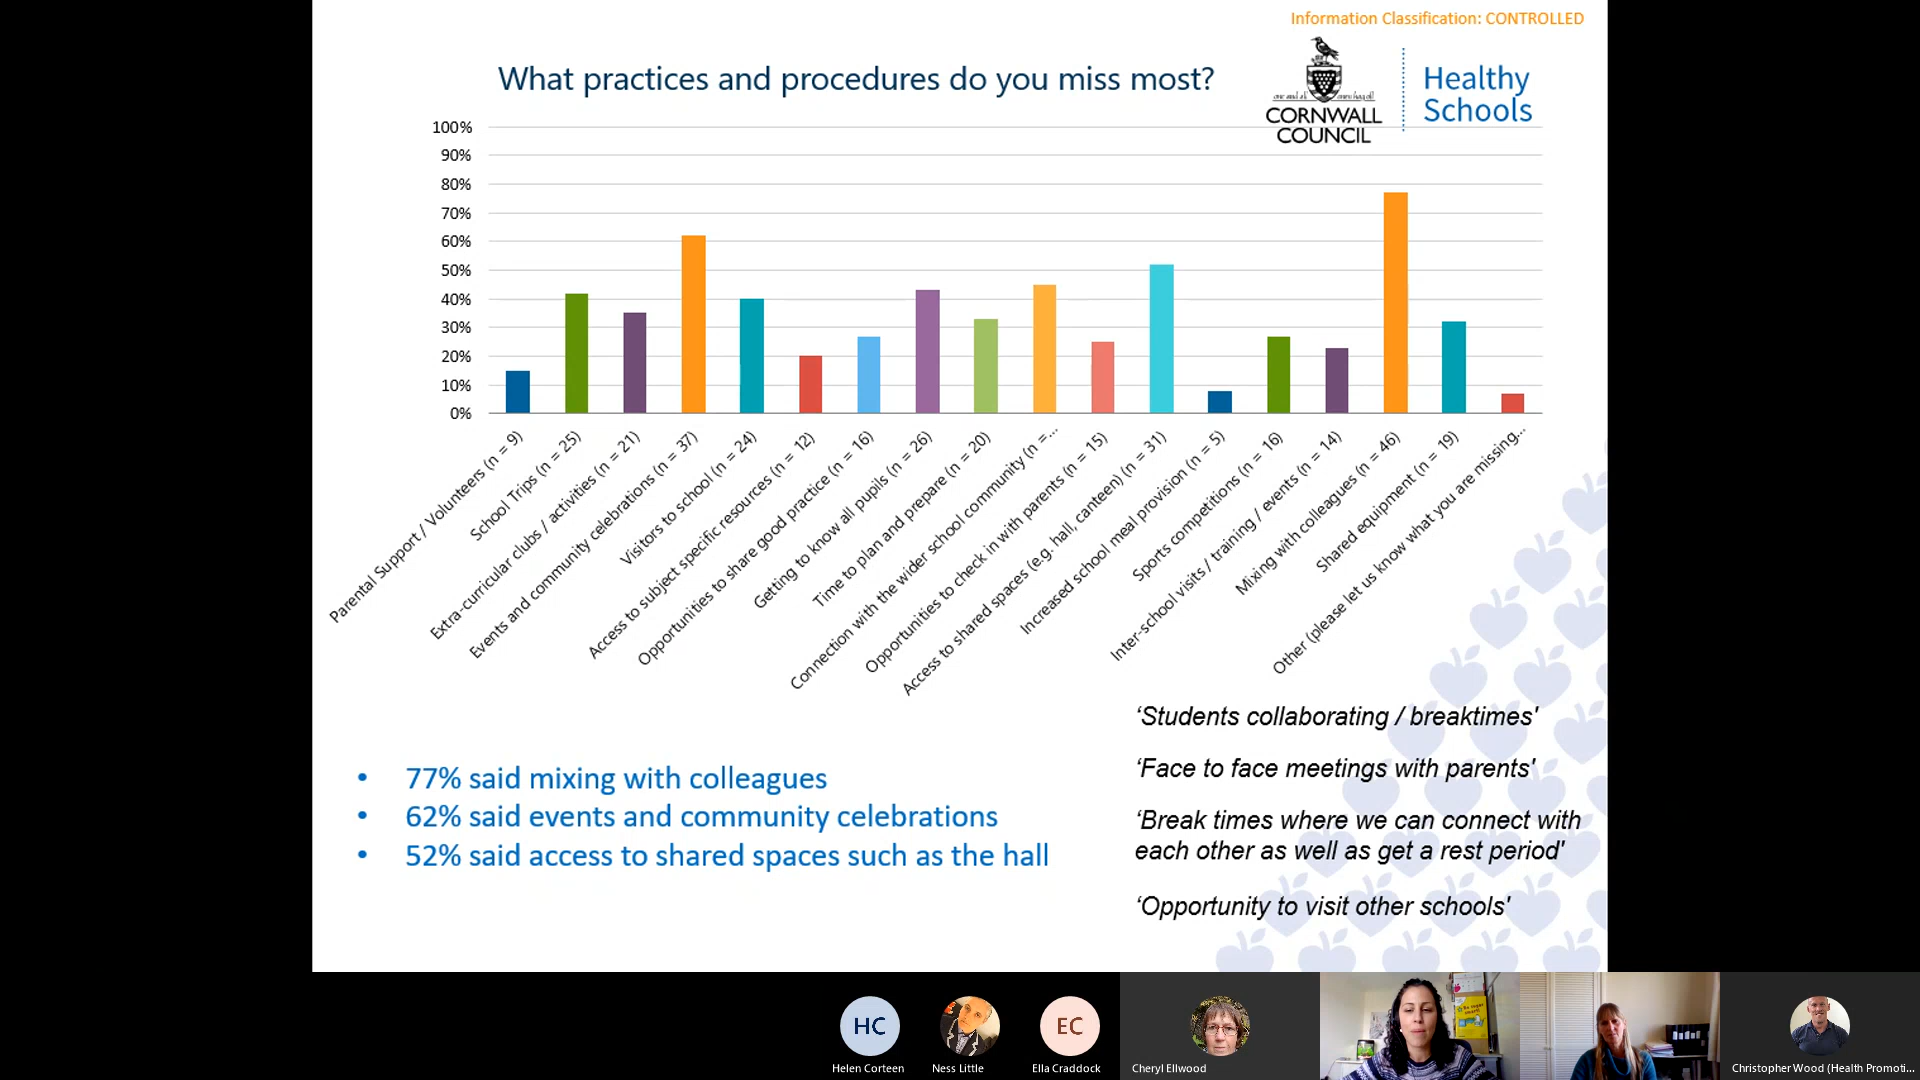 Information Classification: CONTROLLED
What practices and procedures do you miss most?
CORNWALL
COUNCIL
Healthy
Schools
100%
90%
80%
70%
60%
50%
40%
30%
20%
10%
0%
Parental Support / Volunteers (n = 9)
School Trips (n = 25)
Extra-curricular clubs / activities (n = 21)
Events and community celebrations (n = 37)
Visitors to school (n = 24)
Access to subject specific resources (n = 12)
Opportunities to share good practice (n = 16)
Getting to know all pupils (n = 26)
Time to plan and prepare (n = 20)
Connection with the wider school community (n =...
Opportunities to check in with parents (n = 15)
Access to shared spaces (e.g. hall, canteen) (n = 31)
Increased school meal provision (n = 5)
Sports competitions (n = 16)
Inter-school visits / training / events (n = 14)
Mixing with colleagues (n = 46)
Shared equipment (n = 19)
Other (please let us know what you are missing...
• 77% said mixing with colleagues
• 62% said events and community celebrations
• 52% said access to shared spaces such as the hall
‘Students collaborating / breaktimes'
‘Face to face meetings with parents'
‘Break times where we can connect with
each other as well as get a rest period'
‘Opportunity to visit other schools'
HC
EC
Helen Corteen
Ness Little
Ella Craddock
Cheryl Ellwood
Christopher Wood (Health Promoti...